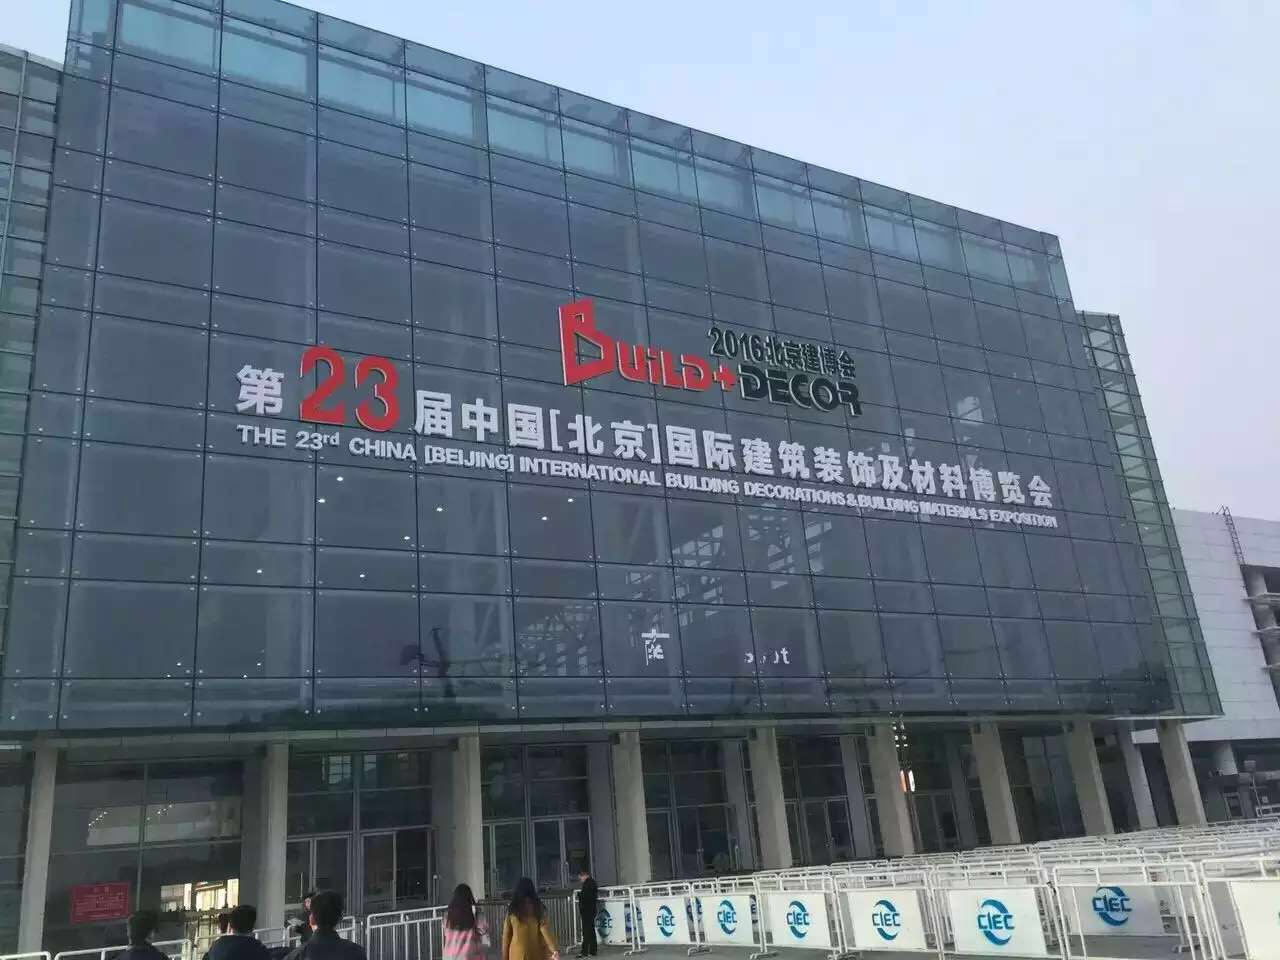 2016北京建博会
BUiLD+DECOR
第23届中国[北京]国际建筑装饰及材料博览会
THE 23rd CHINA [BEIJING] INTERNATIONAL BUILDING DECORATIONS&BUILDING MATERIALS EXPOSITION
CIEC
CIEC
CIEC
CIEC
CIEC
CIEC